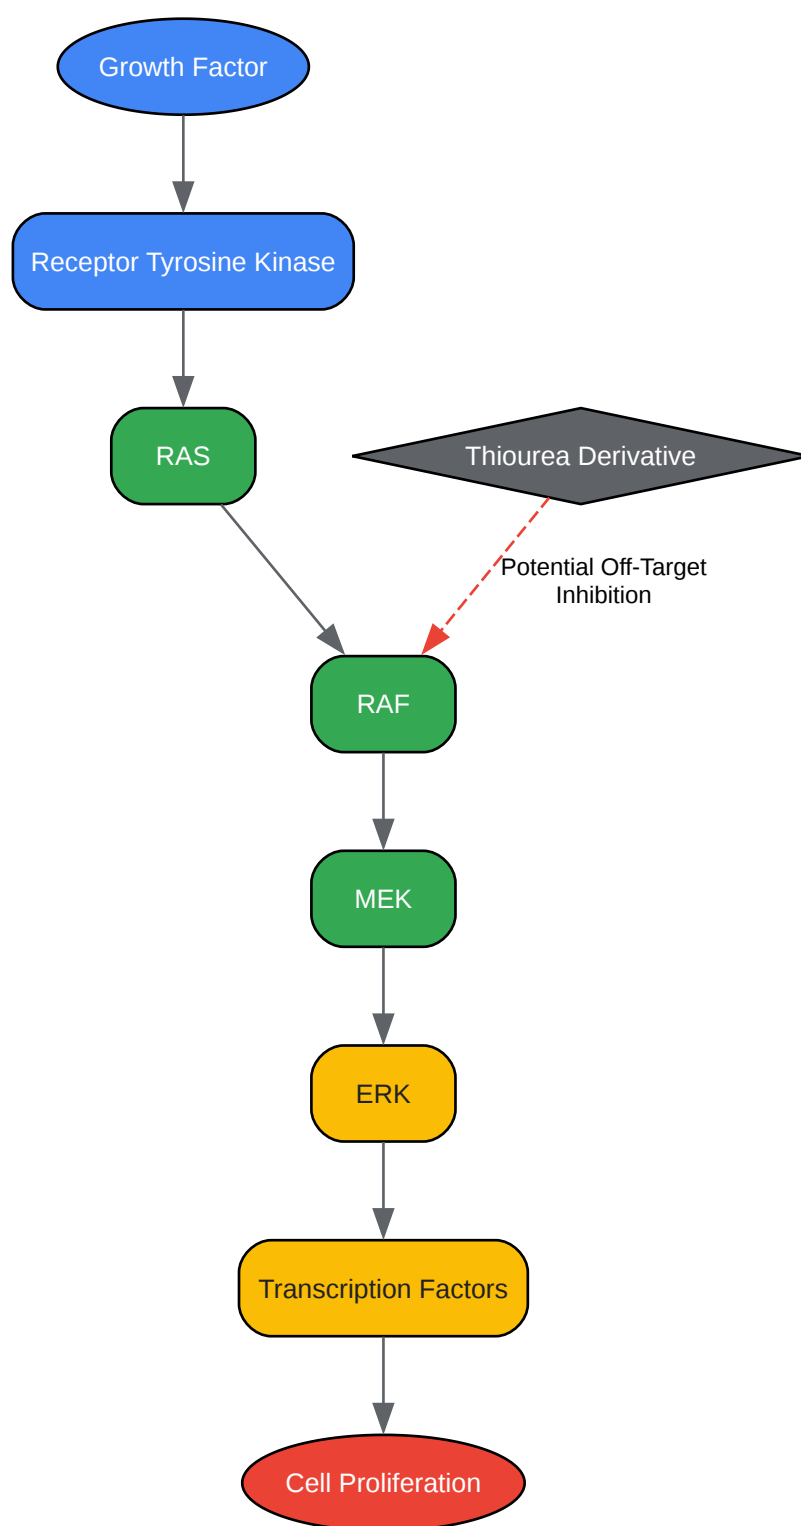 Growth Factor
Receptor Tyrosine Kinase
RAS
Thiourea Derivative
Potential Off-Target
Inhibition
RAF
MEK
ERK
Transcription Factors
Cell Proliferation